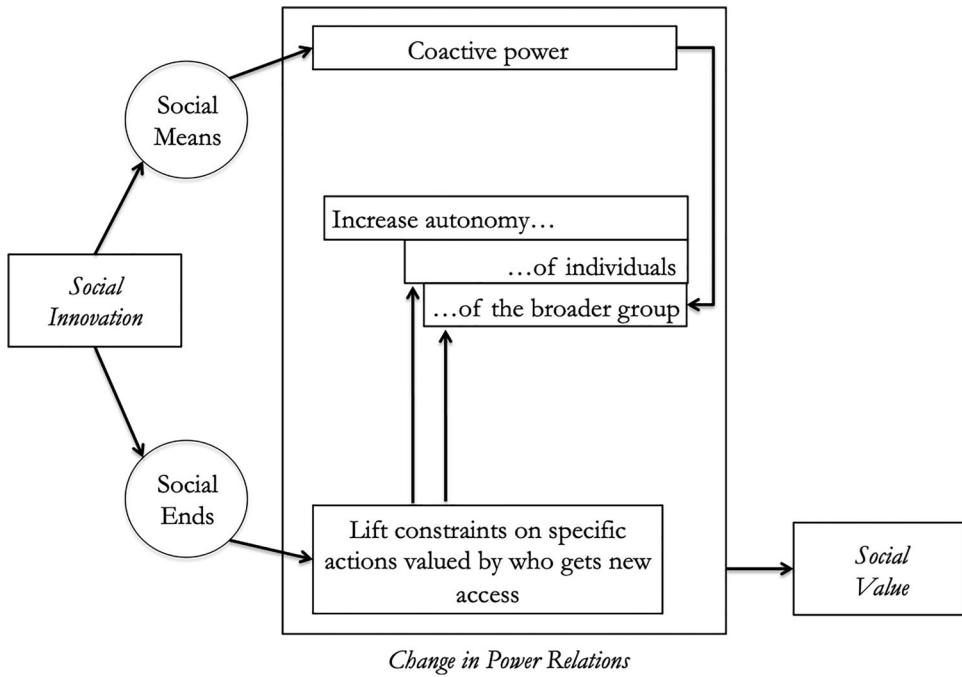 Coactive power
Social
Means
Increase autonomy…
…of individuals
…of the broader group
Social
Innovation
Social
Ends
Lift constraints on specific
actions valued by who gets new
access
Social
Value
Change in Power Relations